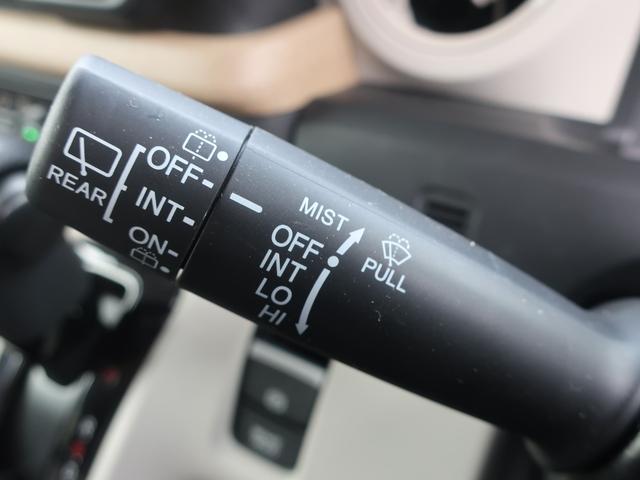 REAR
OFF
INT
ON
MIST
OFF
INT
LO
HI
PULL